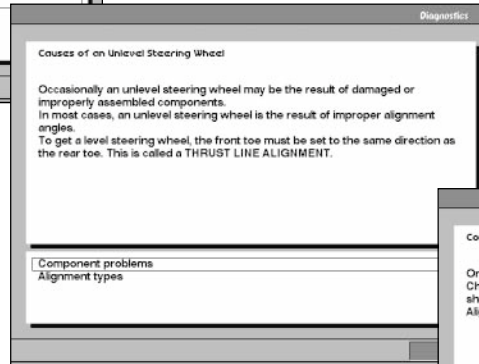 Diagnostics
Causes of an Unlevel Steering Wheel
Occasionally an unlevel steering wheel may be the result of damaged or
improperly assembled components.
In most cases, an unlevel steering wheel is the result of improper alignment
angles.
To get a level steering wheel, the front toe must be set to the same direction as
the rear toe. This is called a THRUST LINE ALIGNMENT.
Component problems
Alignment types